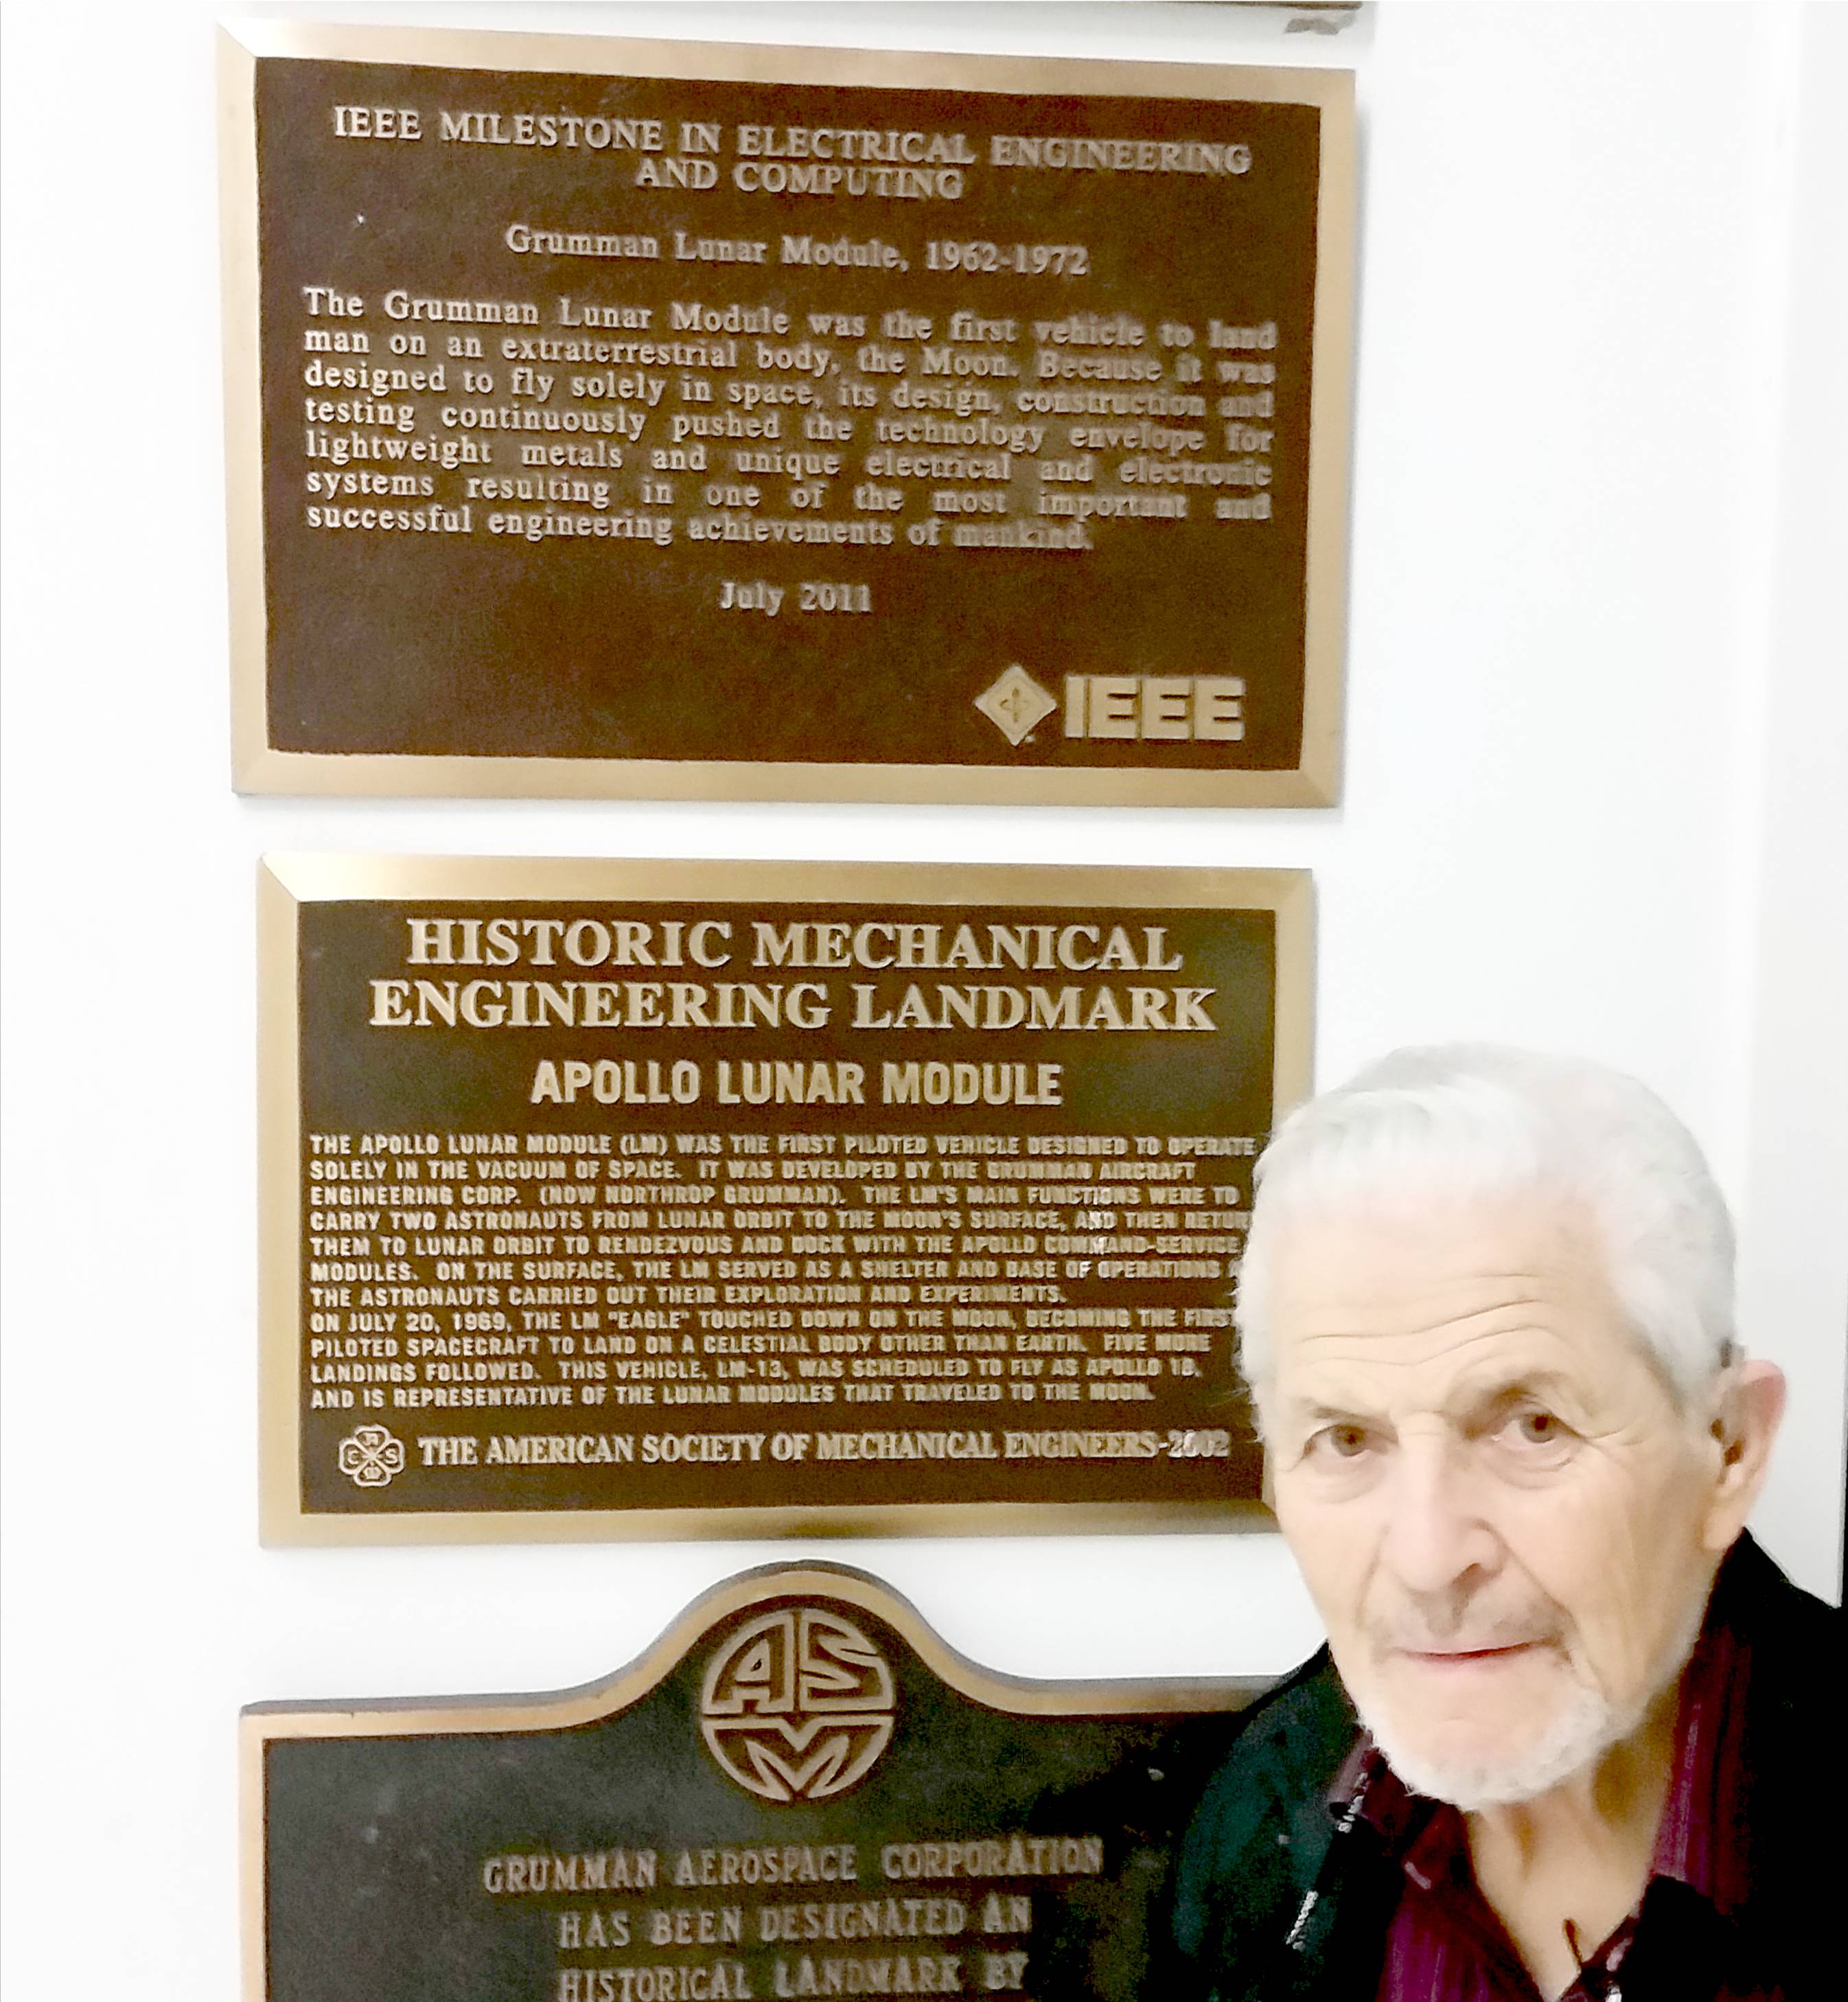 IEEE MILESTONE IN ELECTRICAL ENGINEERING
AND COMPUTING
Grumman Lunar Module, 1962-1972
The Grumman Lunar Module was the first vehicle to land
man on an extraterrestrial body, the Moon. Because it was
designed to fly solely in space, its design, construction and
testing continuously pushed the technology envelope for
lightweight metals and unique electrical and electronic
systems resulting in one of the most important and
successful engineering achievements of mankind.
July 2011
IEEE
HISTORIC MECHANICAL
ENGINEERING LANDMARK
APOLLO LUNAR MODULE
THE APOLLO LUNAR MODULE (LM) WAS THE FIRST PILOTED VEHICLE DESIGNED TO OPERATE
SOLELY IN THE VACUUM OF SPACE. IT WAS DEVELOPED BY THE GRUMMAN AIRCRAFT
ENGINEERING CORP. (NOW NORTHROP GRUMMAN). THE LM'S MAIN FUNCTIONS WERE TO
CARRY TWO ASTRONAUTS FROM LUNAR ORBIT TO THE MOON'S SURFACE, AND THEN RETUR
THEM TO LUNAR ORBIT TO RENDEZVOUS AND DOCK WITH THE APOLLO COMMAND-SERVICE
MODULES. ON THE SURFACE, THE LM SERVED AS A SHELTER AND BASE OF OPERATIONS
THE ASTRONAUTS CARRIED OUT THEIR EXPLORATION AND EXPERIMENTS.
ON JULY 20, 1969, THE LM "EAGLE" TOUCHED DOWN ON THE MOON, BECOMING THE FIRST
PILOTED SPACECRAFT TO LAND ON A CELESTIAL BODY OTHER THAN EARTH. FIVE MORE
LANDINGS FOLLOWED. THIS VEHICLE, LM-13, WAS SCHEDULED TO FLY AS APOLLO 18,
AND IS REPRESENTATIVE OF THE LUNAR MODULES THAT TRAVELED TO THE MOON.
THE AMERICAN SOCIETY OF MECHANICAL ENGINEERS-2002
ASM
GRUMMAN AEROSPACE CORPORATION
HAS BEEN DESIGNATED AN
HISTORICAL LANDMARK BY